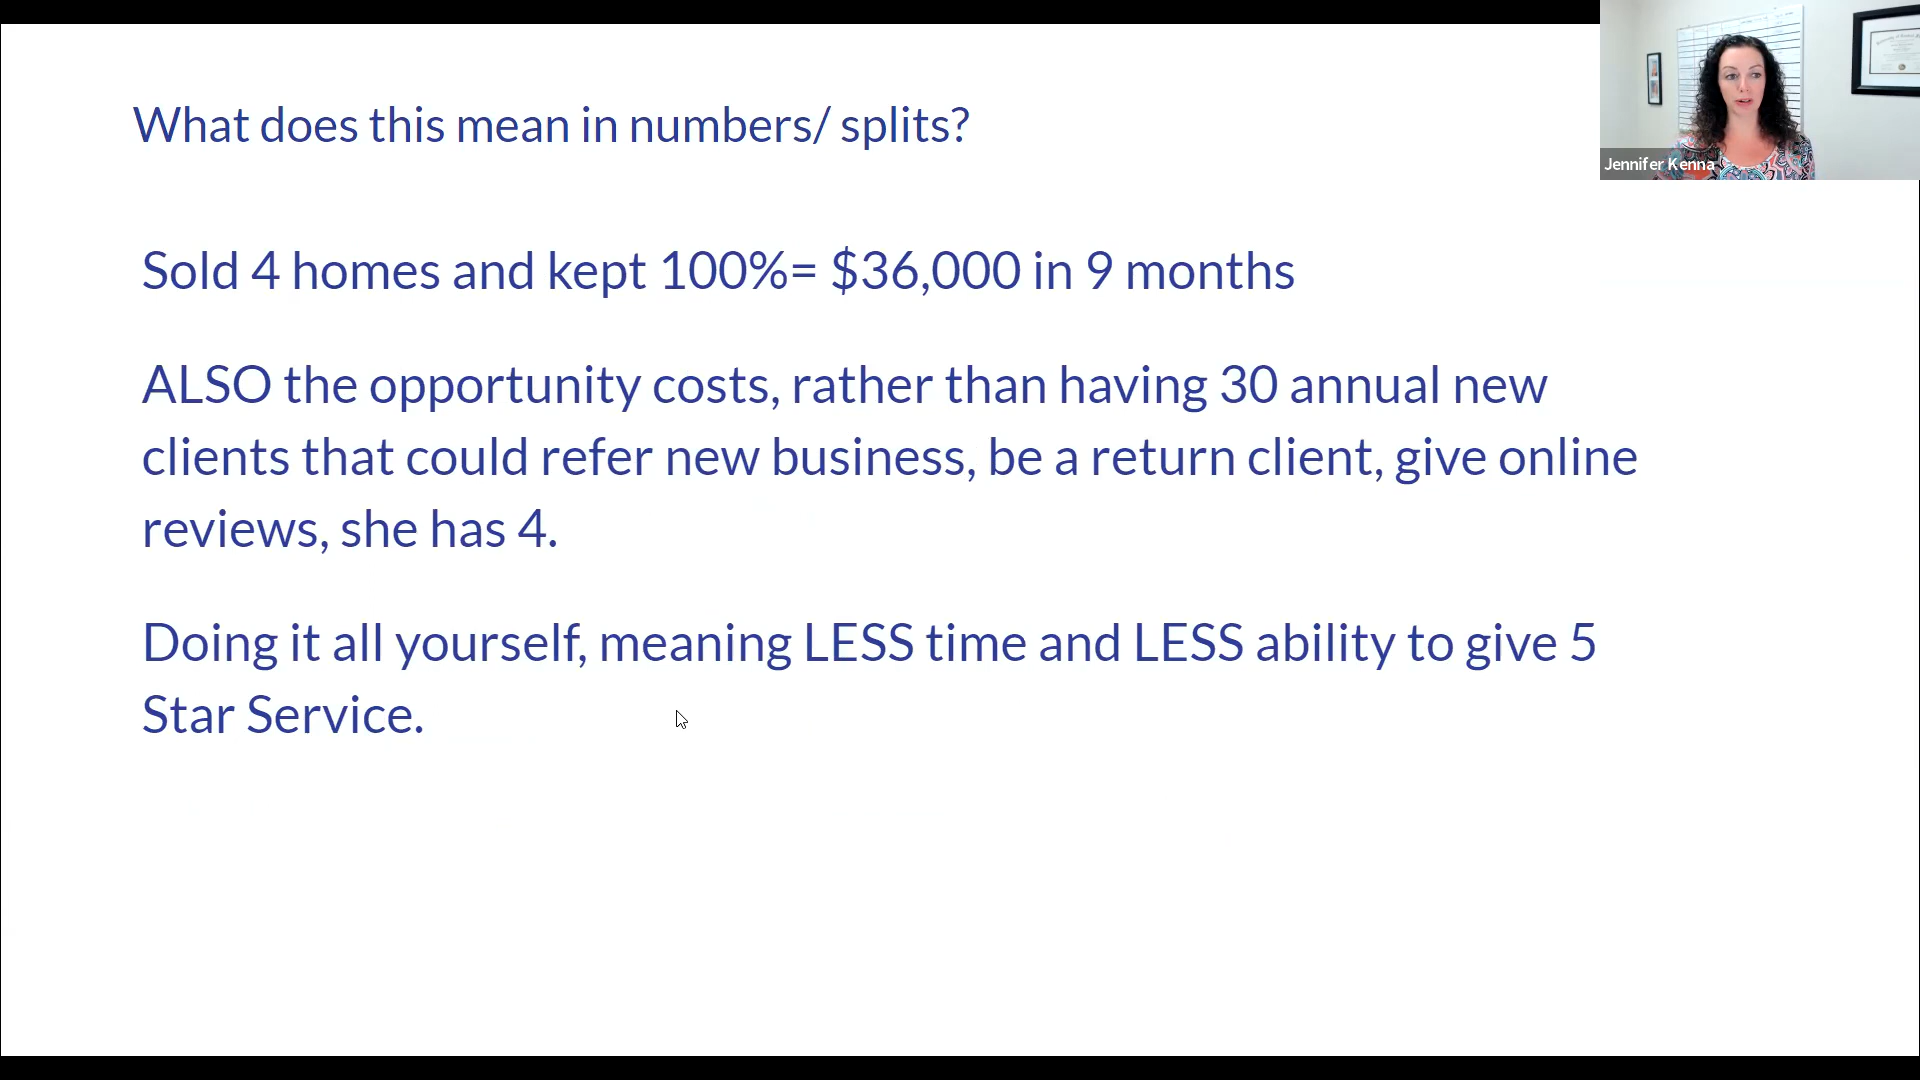 What does this mean in numbers/ splits?
Sold 4 homes and kept 100%= $36,000 in 9 months
ALSO the opportunity costs, rather than having 30 annual new
clients that could refer new business, be a return client, give online
reviews, she has 4.
Doing it all yourself, meaning LESS time and LESS ability to give 5
Star Service.
Jennifer Kenna